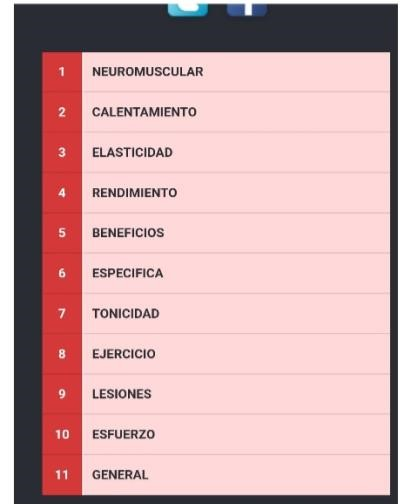 1 NEUROMUSCULAR
2 CALENTAMIENTO
3 ELASTICIDAD
4 RENDIMIENTO
5 BENEFICIOS
6 ESPECIFICA
7 TONICIDAD
8 EJERCICIO
9 LESIONES
10 ESFUERZO
11 GENERAL